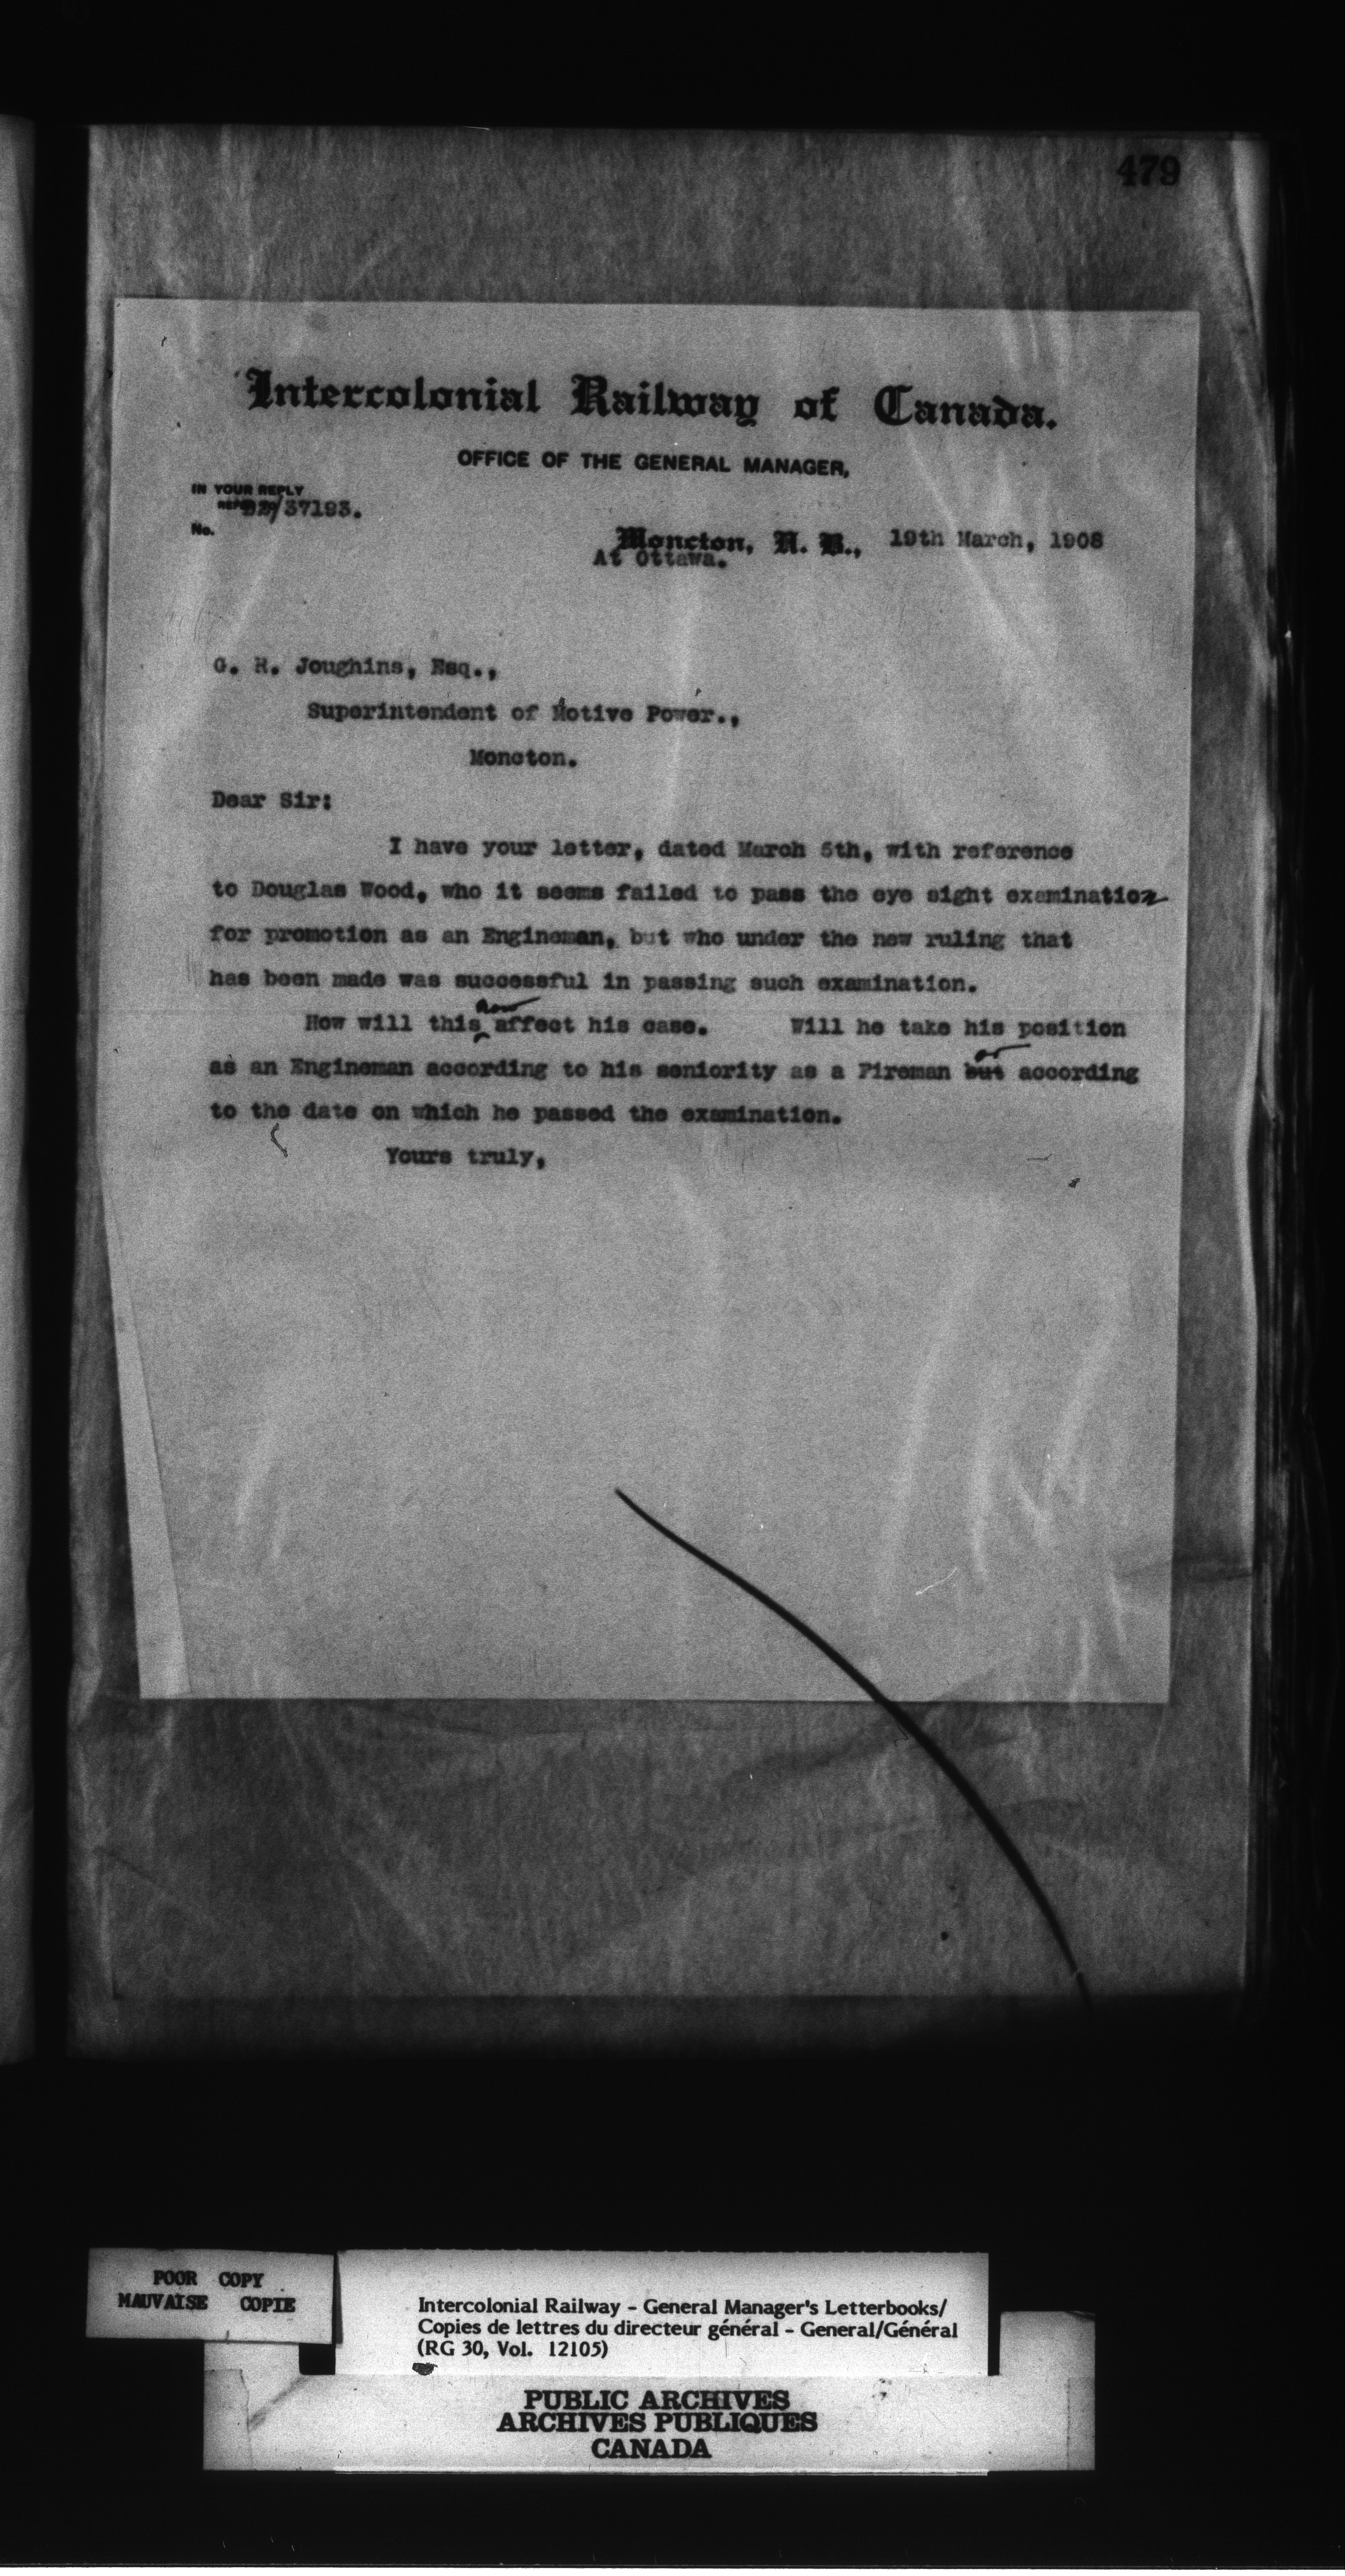 479
Intercolonial Railway of Canada.
OFFICE OF THE GENERAL MANAGER,
IN YOUR REPLY
/37193.
No.
Moncton, N. B., 19th March, 1908
At Ottawa.
G. R. Joughins, Esq.,
Superintendent of Motive Power.,
Moncton.
Dear Sir:
I have your letter, dated March 5th, with reference
to Douglas Wood, who it seems failed to pass the eye sight examination
for promotion as an Engineman, but who under the new ruling that
has been made was successful in passing such examination.
now
How will this affect his case. Will he take his position
or
as an Engineman according to his seniority as a Fireman but according
to the date on which he passed the examination.
Yours truly,
POOR COPY
MAUVAISE COPIE
Intercolonial Railway - General Manager's Letterbooks/
Copies de lettres du directeur général - General/Général
(RG 30, Vol. 12105)
PUBLIC ARCHIVES
ARCHIVES PUBLIQUES
CANADA